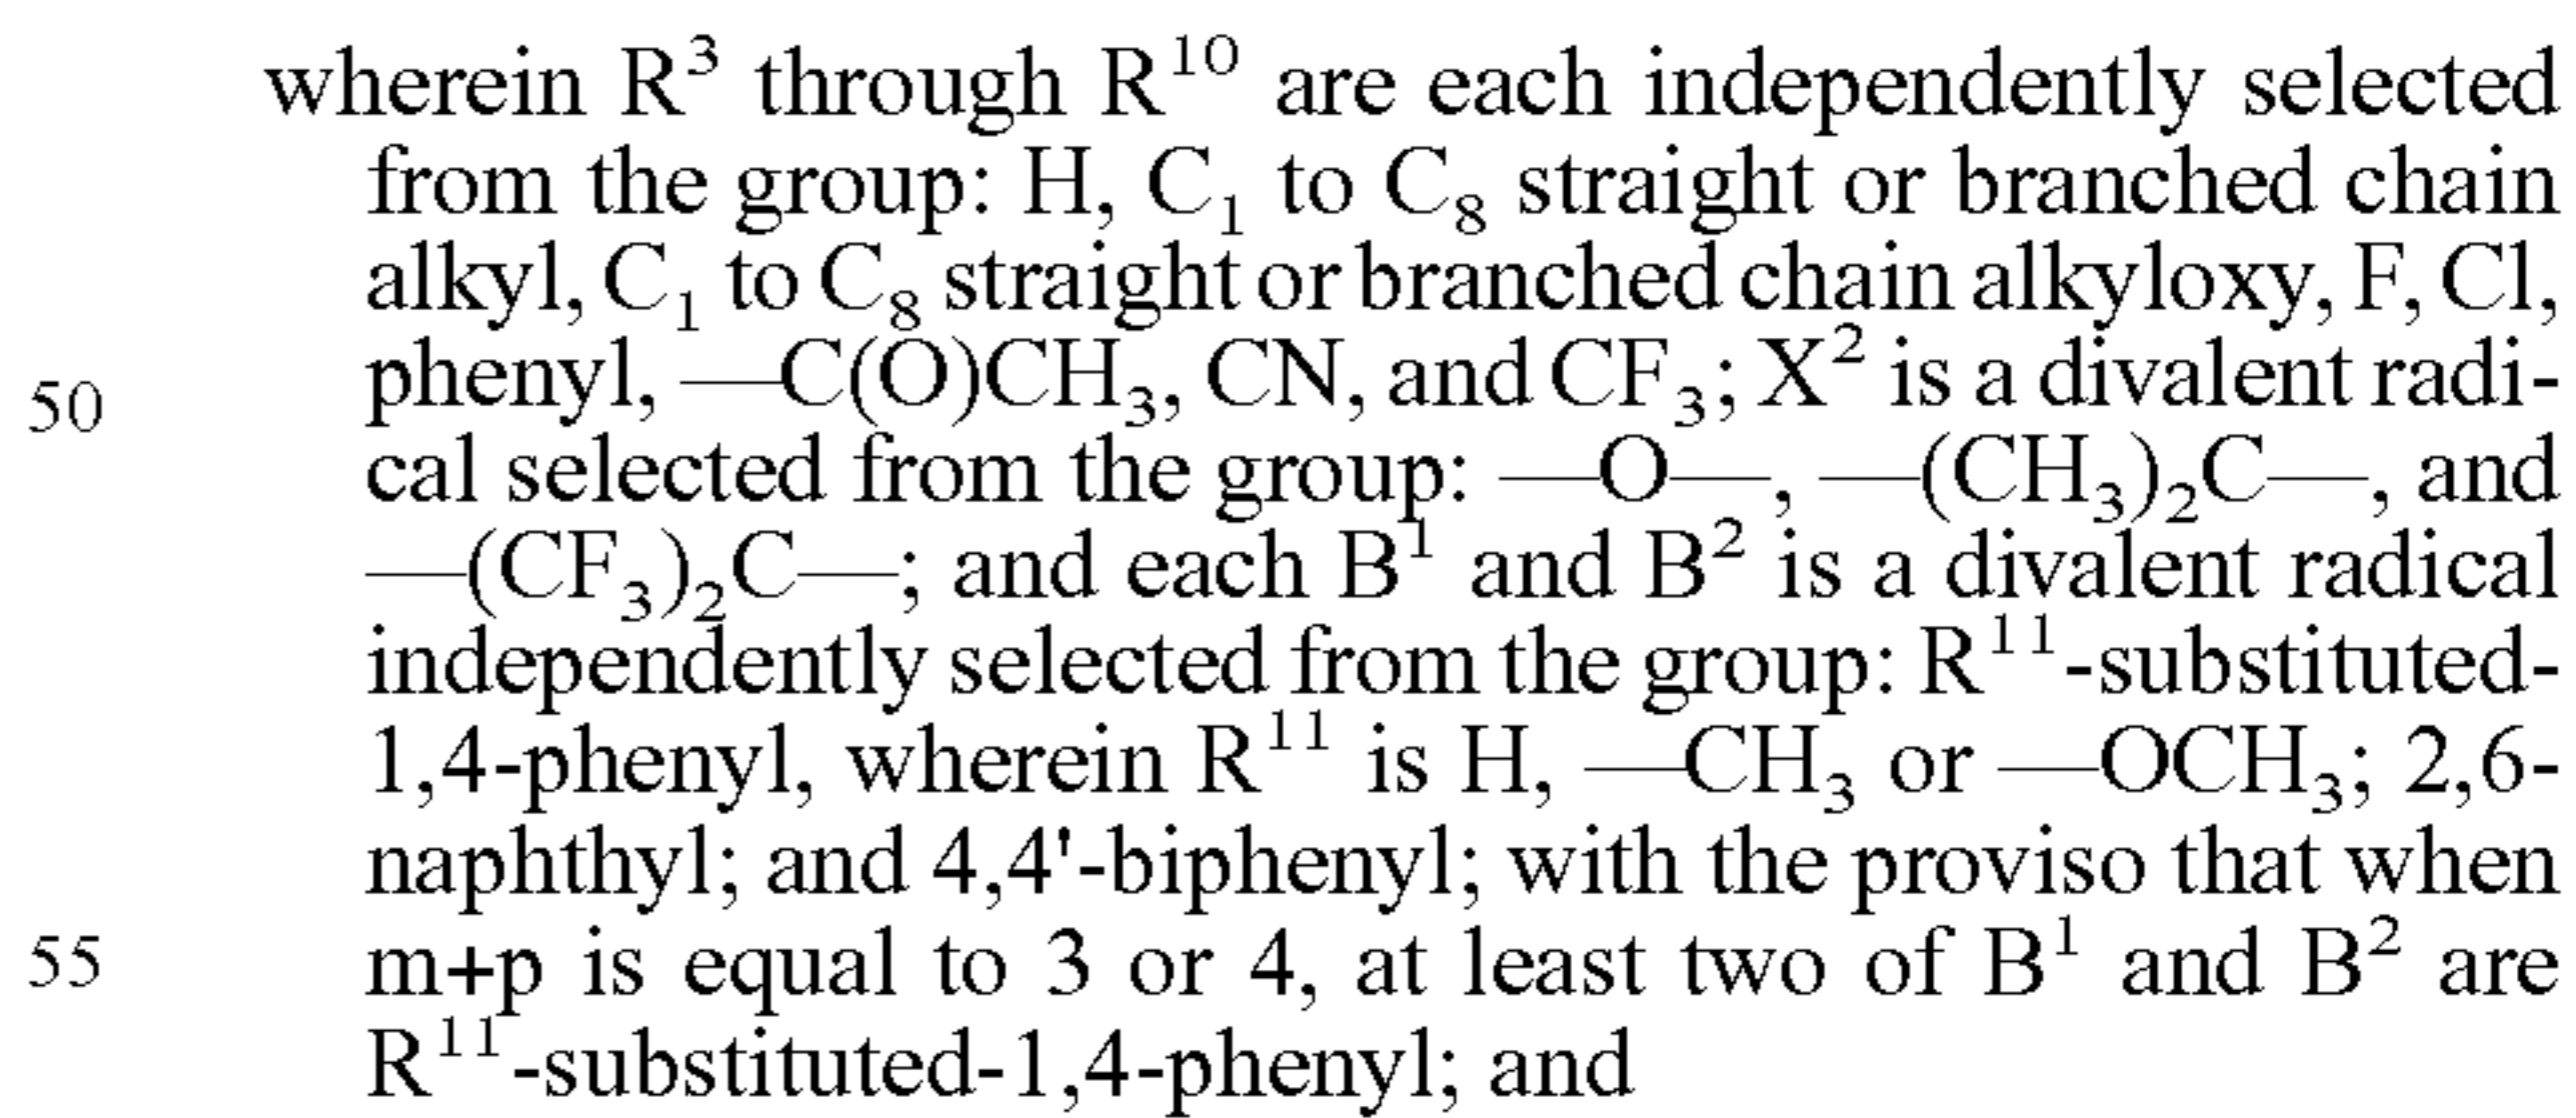 wherein R³ through R¹⁰ are each independently selected
from the group: H, C₁ to C₈ straight or branched chain
alkyl, C₁ to C₈ straight or branched chain alkyloxy, F, Cl,
50 phenyl, —C(O)CH₃, CN, and CF₃; X² is a divalent radi-
cal selected from the group: —O—, —(CH₃)₂C—, and
—(CF₃)₂C—; and each B¹ and B² is a divalent radical
independently selected from the group: R¹¹-substituted-
1,4-phenyl, wherein R¹¹ is H, —CH₃ or —OCH₃; 2,6-
naphthyl; and 4,4'-biphenyl; with the proviso that when
55 m+p is equal to 3 or 4, at least two of B¹ and B² are
R¹¹-substituted-1,4-phenyl; and